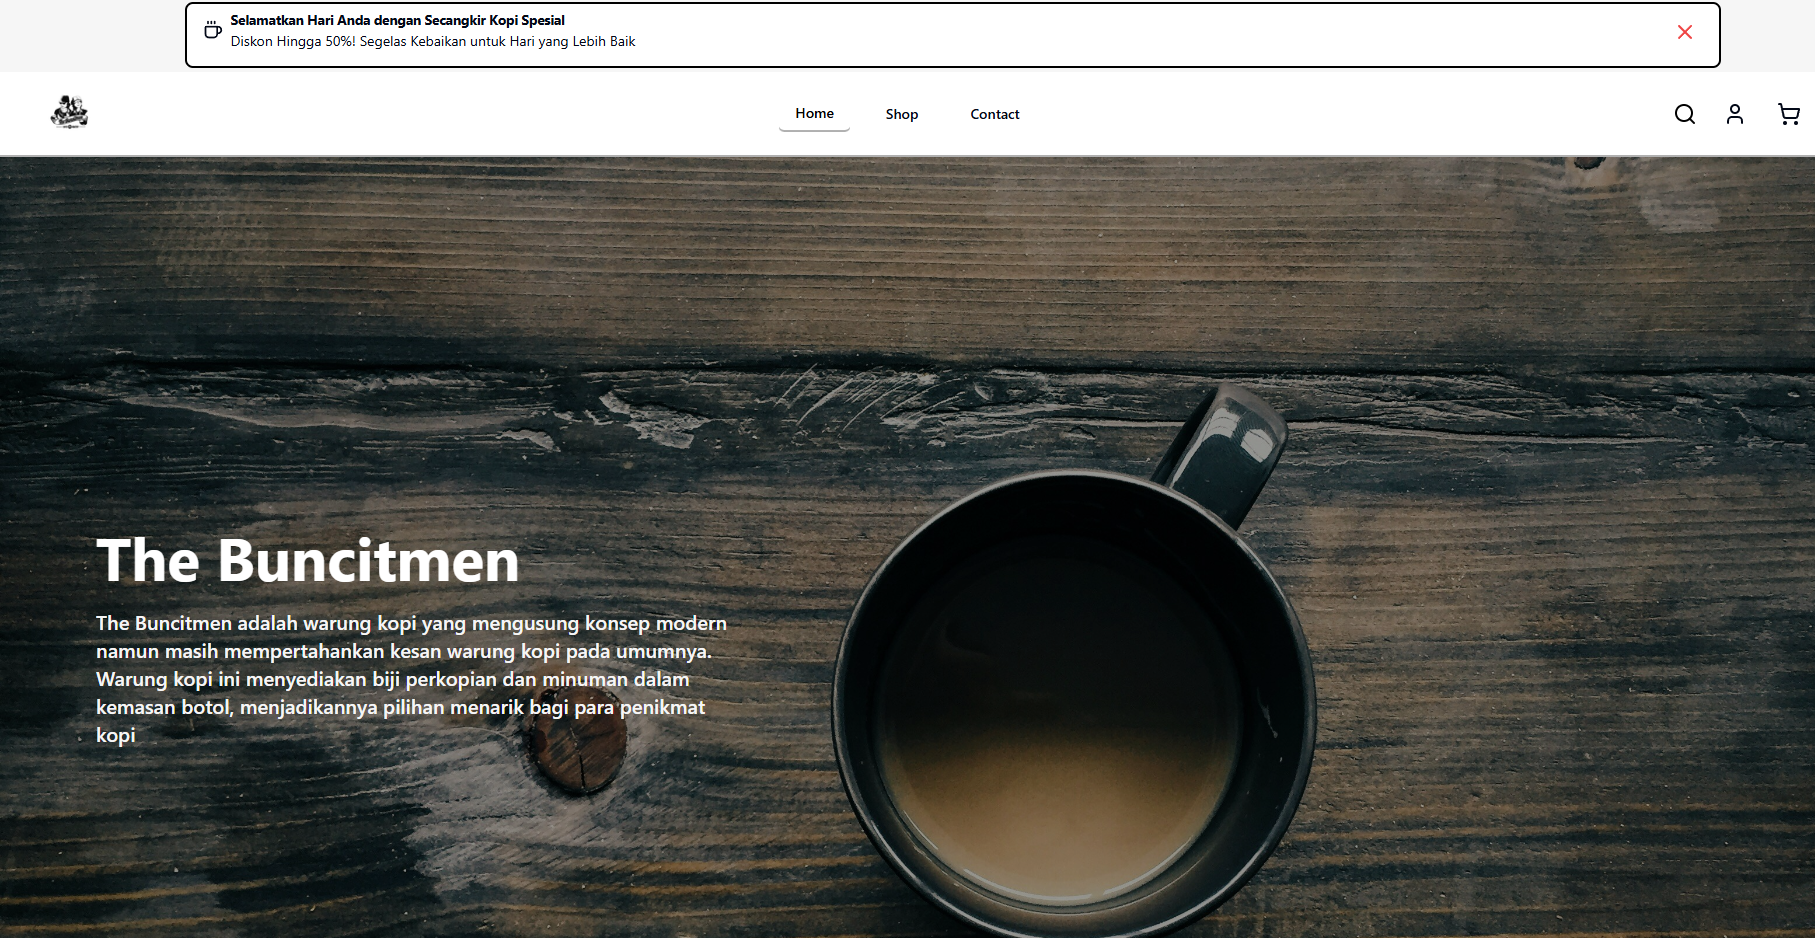 Selamatkan Hari Anda dengan Secangkir Kopi Spesial
Diskon Hingga 50%! Segelas Kebaikan untuk Hari yang Lebih Baik
Home
Shop
Contact
The Buncitmen
The Buncitmen adalah warung kopi yang mengusung konsep modern
namun masih mempertahankan kesan warung kopi pada umumnya.
Warung kopi ini menyediakan biji perkopian dan minuman dalam
kemasan botol, menjadikannya pilihan menarik bagi para penikmat
kopi